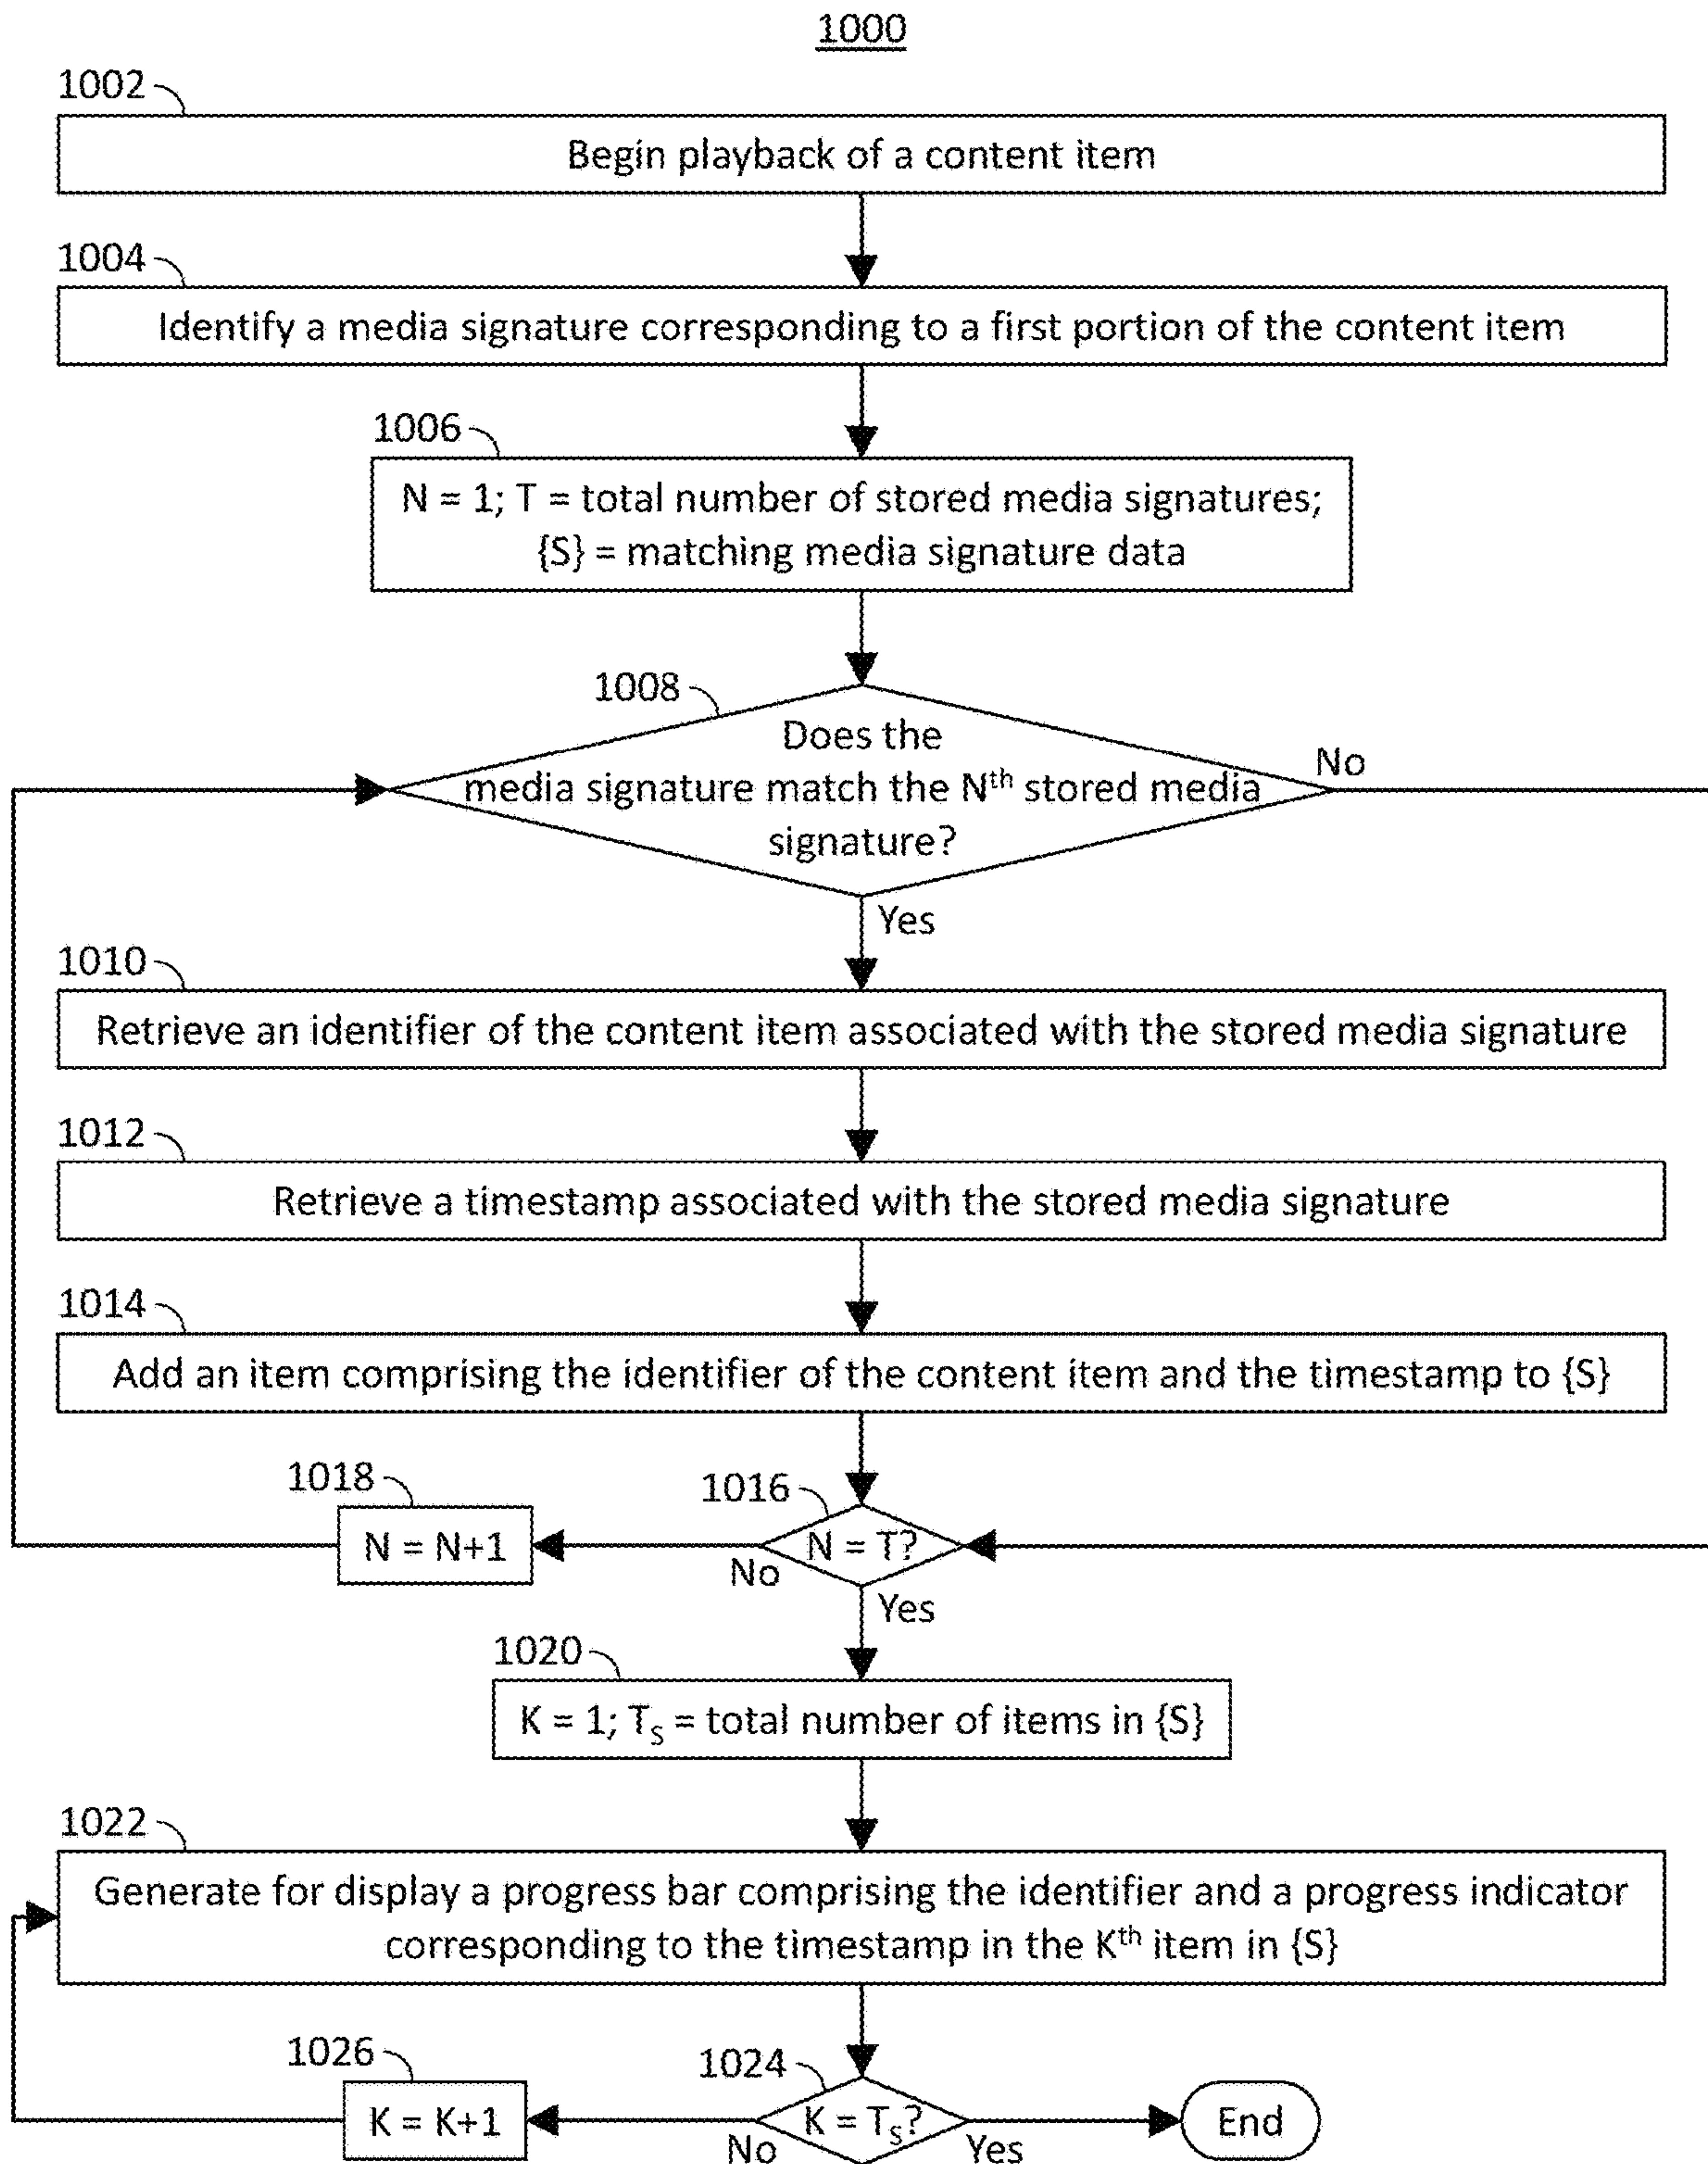 1000
1002
Begin playback of a content item
1004
Identify a media signature corresponding to a first portion of the content item
1006
N = 1; T = total number of stored media signatures;
{S} = matching media signature data
1008
Does the
media signature match the Nth stored media
signature?
No
Yes
1010
Retrieve an identifier of the content item associated with the stored media signature
1012
Retrieve a timestamp associated with the stored media signature
1014
Add an item comprising the identifier of the content item and the timestamp to {S}
1018
N = N+1
1016
N = T?
No
Yes
1020
K = 1; TS = total number of items in {S}
1022
Generate for display a progress bar comprising the identifier and a progress indicator
corresponding to the timestamp in the Kth item in {S}
1026
K = K+1
1024
K = TS?
No
Yes
End